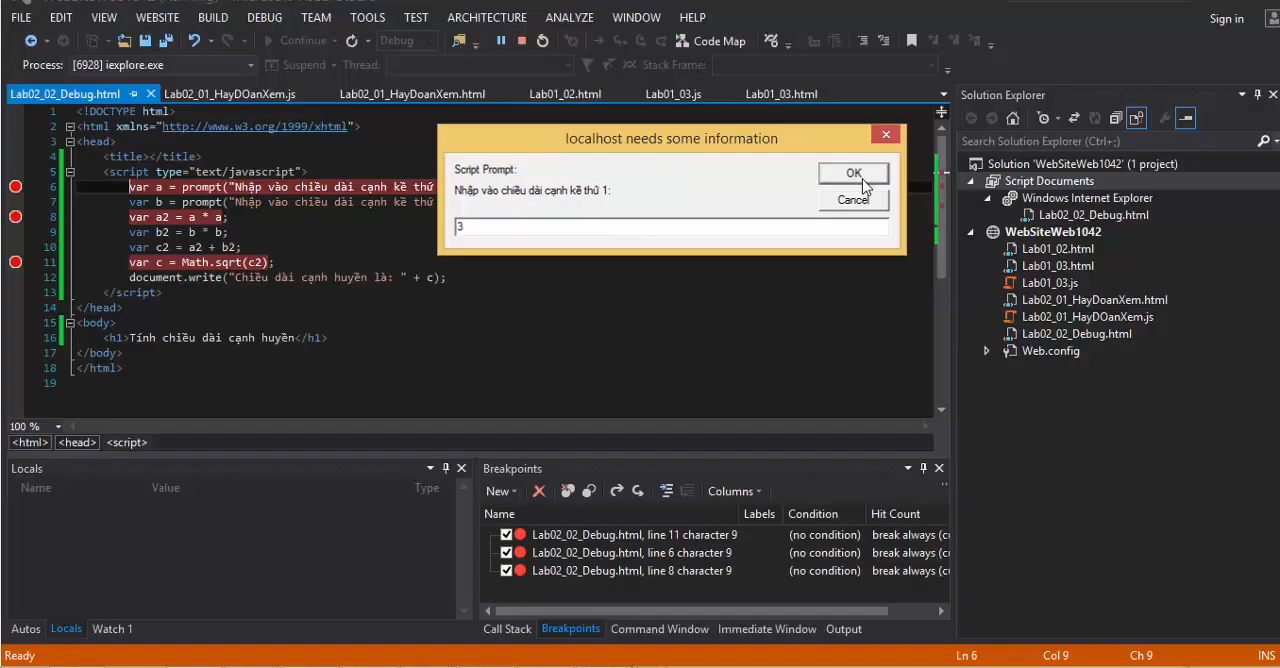 FILE EDIT VIEW WEBSITE BUILD DEBUG TEAM TOOLS TEST ARCHITECTURE ANALYZE WINDOW HELP Sign in
Continue Debug Code Map
Process: [6928] iexplore.exe Suspend Thread: Stack Frame:
Lab02_02_Debug.html Lab02_01_HayDOanXem.js Lab02_01_HayDOanXem.html Lab01_02.html Lab01_03.js Lab01_03.html
1 <!DOCTYPE html>
2 <html xmlns="http://www.w3.org/1999/xhtml">
3 <head>
4 <title></title>
5 <script type="text/javascript">
6 var a = prompt("Nhập vào chiều dài cạnh kề thứ
7 var b = prompt("Nhập vào chiều dài cạnh kề thứ
8 var a2 = a * a;
9 var b2 = b * b;
10 var c2 = a2 + b2;
11 var c = Math.sqrt(c2);
12 document.write("Chiều dài cạnh huyền là: " + c);
13 </script>
14 </head>
15 <body>
16 <h1>Tính chiều dài cạnh huyền</h1>
17 </body>
18 </html>
19
100 %
<html> <head> <script>
localhost needs some information
Script Prompt:
Nhập vào chiều dài cạnh kề thứ 1:
OK
Cancel
3
Solution Explorer
Search Solution Explorer (Ctrl+;)
Solution 'WebSiteWeb1042' (1 project)
Script Documents
Windows Internet Explorer
Lab02_02_Debug.html
WebSiteWeb1042
Lab01_02.html
Lab01_03.html
Lab01_03.js
Lab02_01_HayDOanXem.html
Lab02_01_HayDOanXem.js
Lab02_02_Debug.html
Web.config
Locals
Name Value Type
Autos Locals Watch 1
Breakpoints
New Columns
Name Labels Condition Hit Count
Lab02_02_Debug.html, line 11 character 9 (no condition) break always (c
Lab02_02_Debug.html, line 6 character 9 (no condition) break always (c
Lab02_02_Debug.html, line 8 character 9 (no condition) break always (c
Call Stack Breakpoints Command Window Immediate Window Output
Ready Ln 6 Col 9 Ch 9 INS